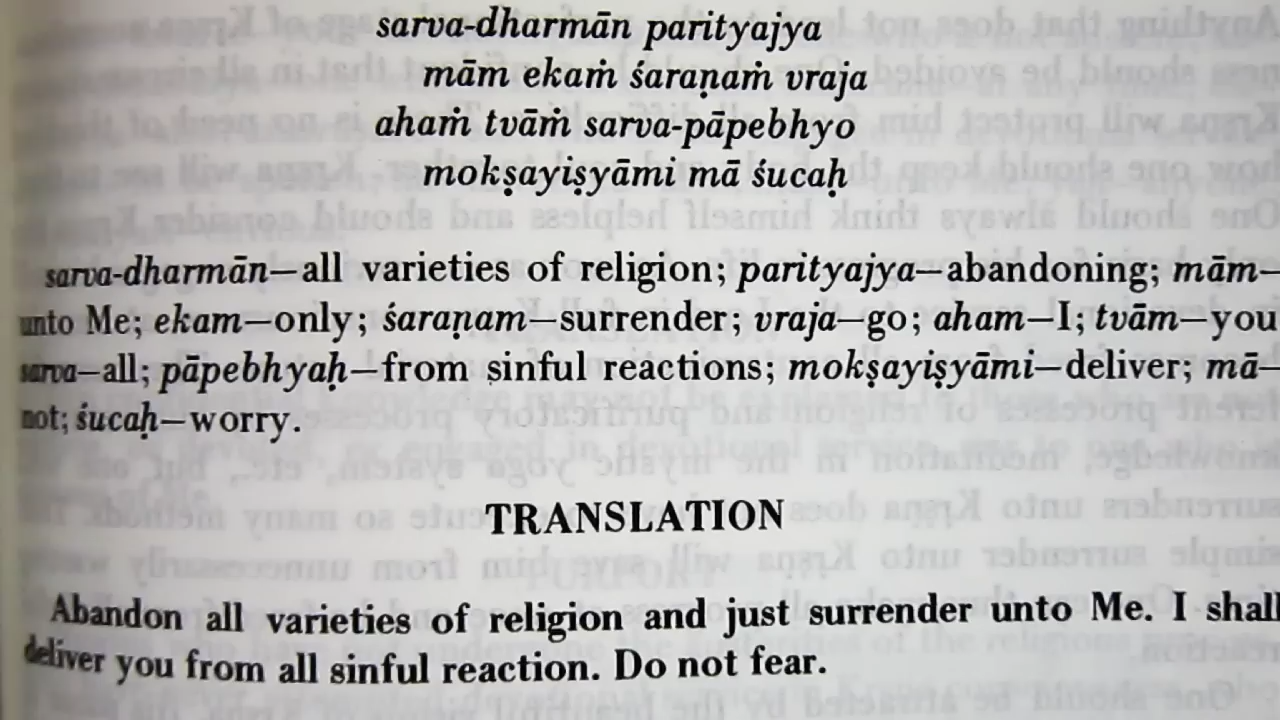 sarva-dharmān parityajya
mām ekaṁ śaraṇaṁ vraja
ahaṁ tvāṁ sarva-pāpebhyo
mokṣayiṣyāmi mā śucaḥ
sarva-dharmān—all varieties of religion; parityajya—abandoning; mām—
unto Me; ekam—only; śaraṇam—surrender; vraja—go; aham—I; tvām—you
sarva—all; pāpebhyaḥ—from sinful reactions; mokṣayiṣyāmi—deliver; mā—
not; śucaḥ—worry.
TRANSLATION
Abandon all varieties of religion and just surrender unto Me. I shall
deliver you from all sinful reaction. Do not fear.